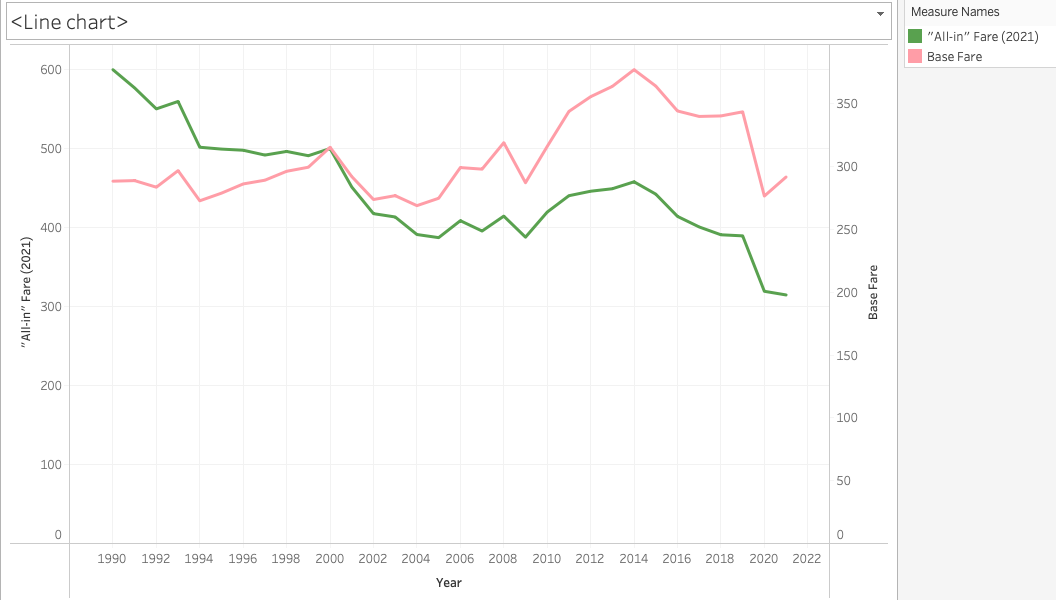 <Line chart>
Measure Names
"All-in" Fare (2021)
Base Fare
600
500
400
300
200
100
0
"All-in" Fare (2021)
350
300
250
200
150
100
50
0
Base Fare
1990 1992 1994 1996 1998 2000 2002 2004 2006 2008 2010 2012 2014 2016 2018 2020 2022
Year